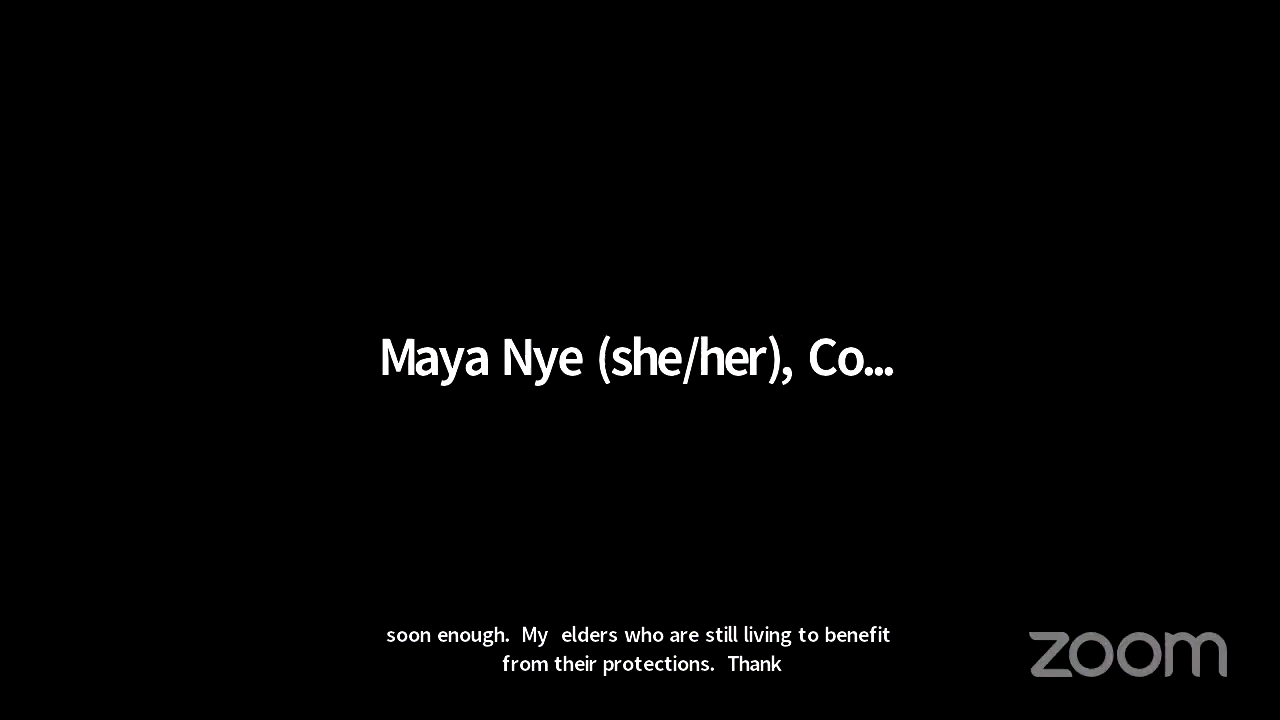 Maya Nye (she/her), Co...
soon enough.  My  elders who are still living to benefit
from their protections.  Thank
zoom